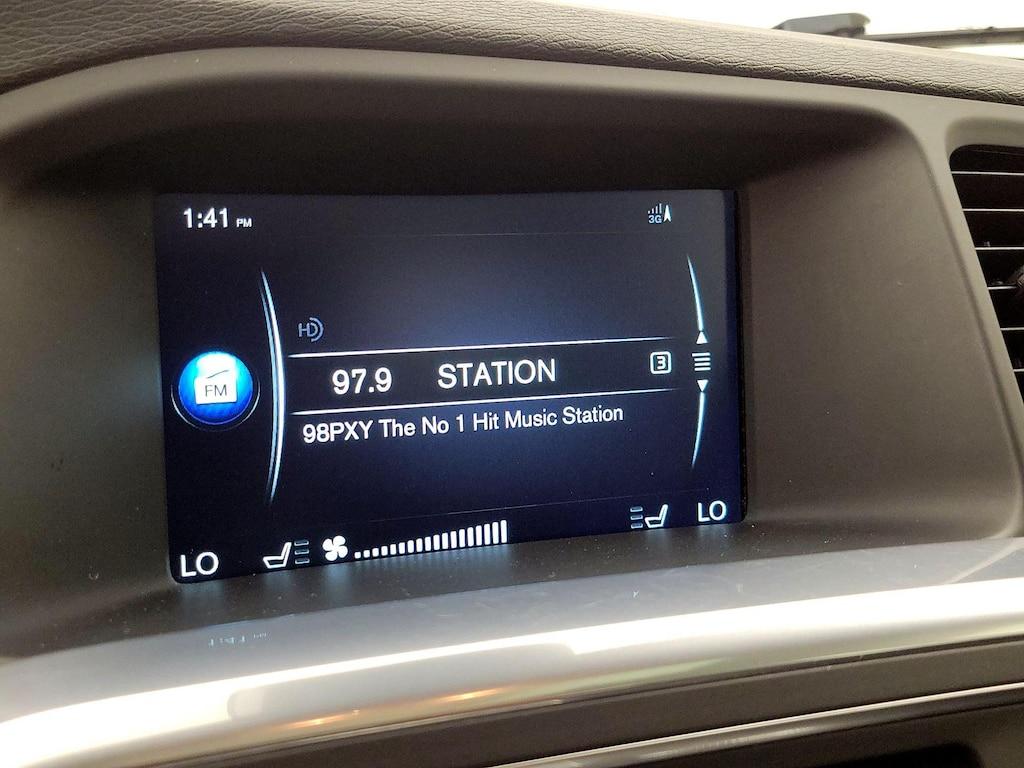 1:41 PM
3G
HD
FM
97.9 STATION 3
98PXY The No 1 Hit Music Station
LO
LO